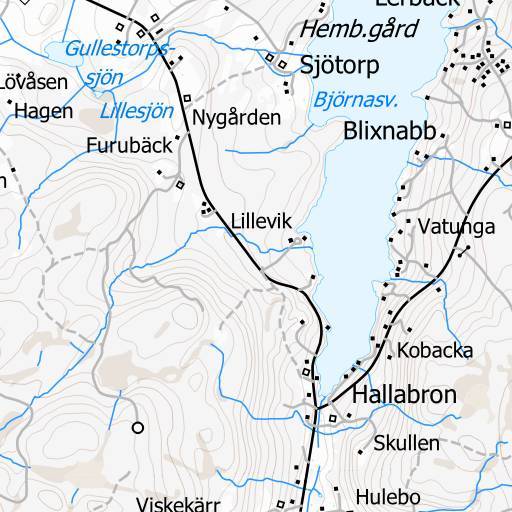 Lerbäck
Hemb.gård
Gullestorps-
sjön
Sjötorp
Lövåsen
Björnasv.
Hagen
Lillesjön
Nygården
Blixnabb
Furubäck
n
Lillevik
Vatunga
Kobacka
Hallabron
Skullen
Viskekärr
Hulebo